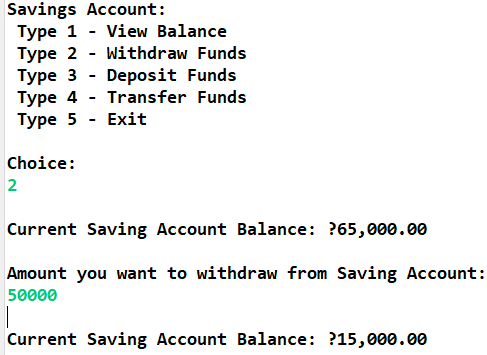 Savings Account:
Type 1 - View Balance
Type 2 - Withdraw Funds
Type 3 - Deposit Funds
Type 4 - Transfer Funds
Type 5 - Exit
Choice:
2
Current Saving Account Balance: ?65,000.00
Amount you want to withdraw from Saving Account:
50000
Current Saving Account Balance: ?15,000.00